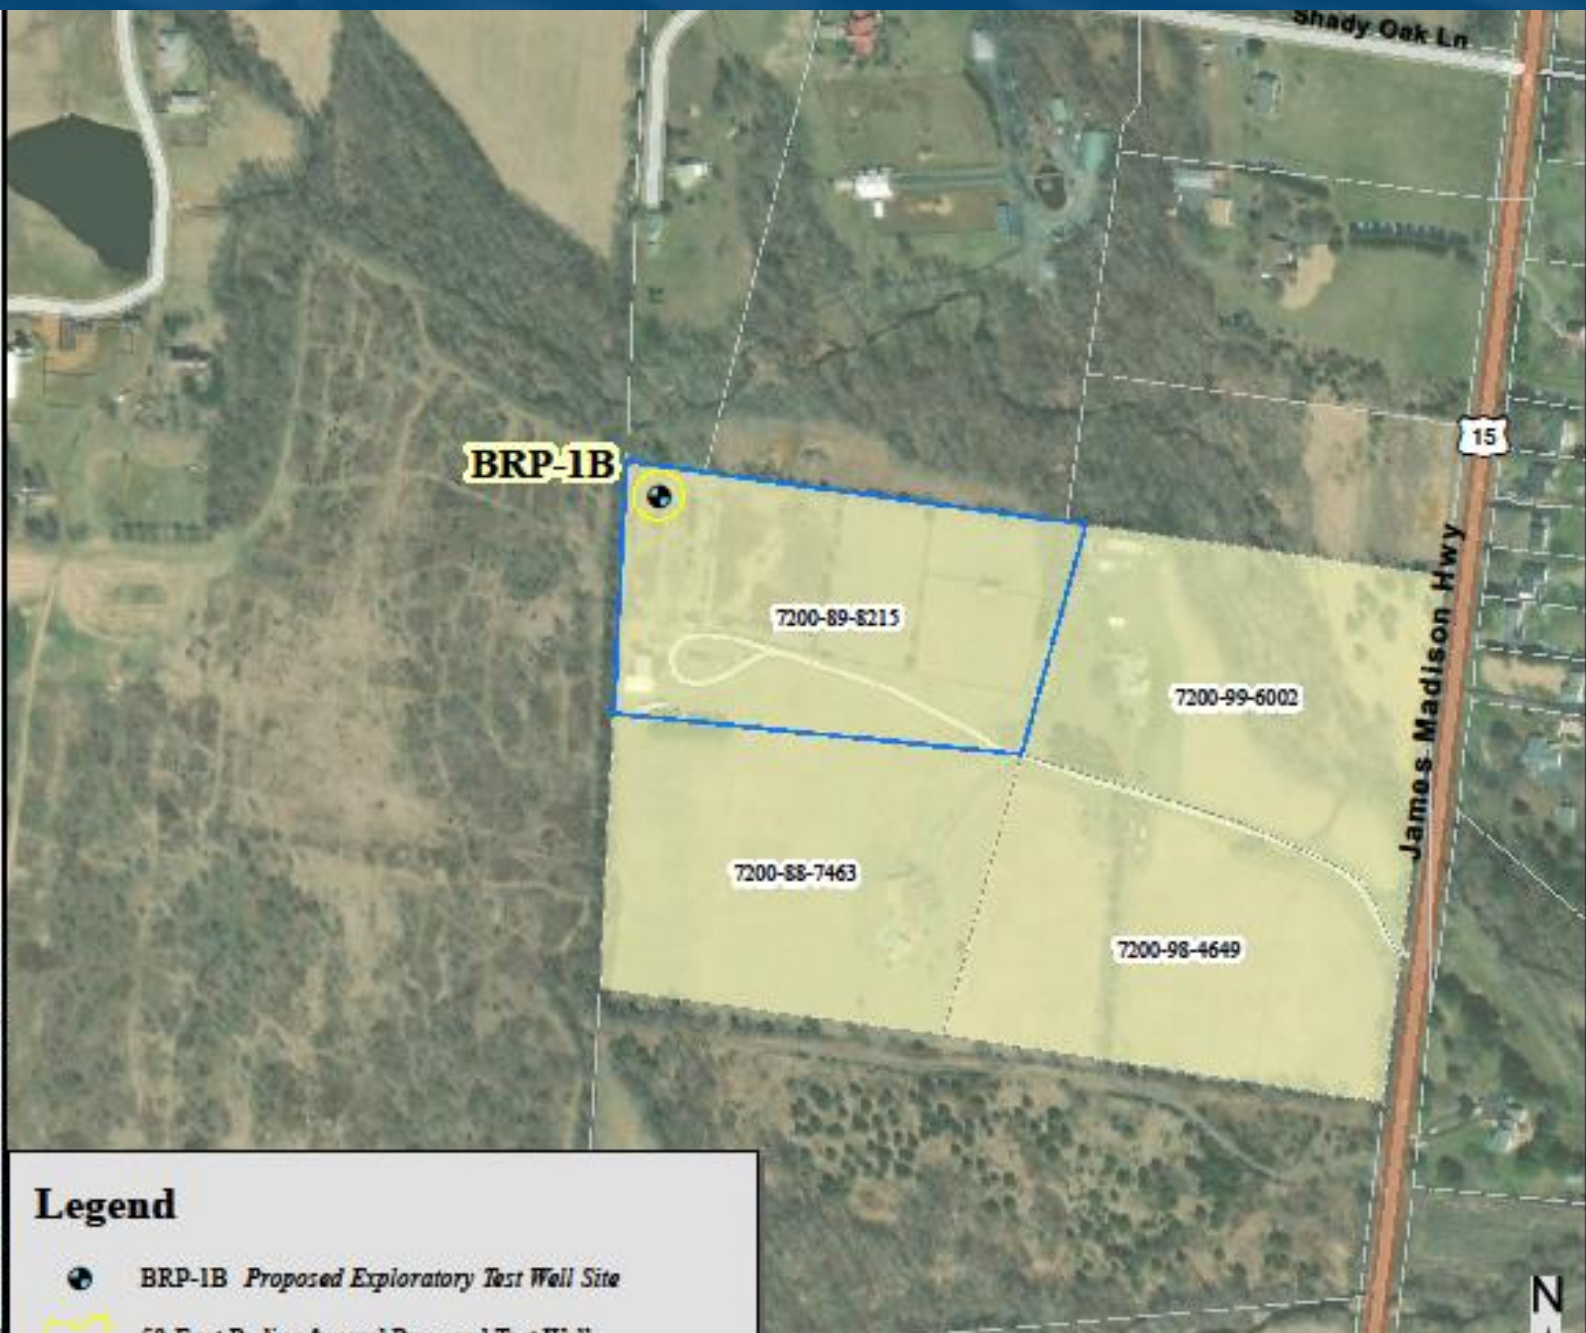 Shady Oak Ln
15
BRP-1B
7200-89-8215
7200-99-6002
James Madison Hwy
7200-88-7463
7200-98-4649
Legend
BRP-1B Proposed Exploratory Test Well Site
N